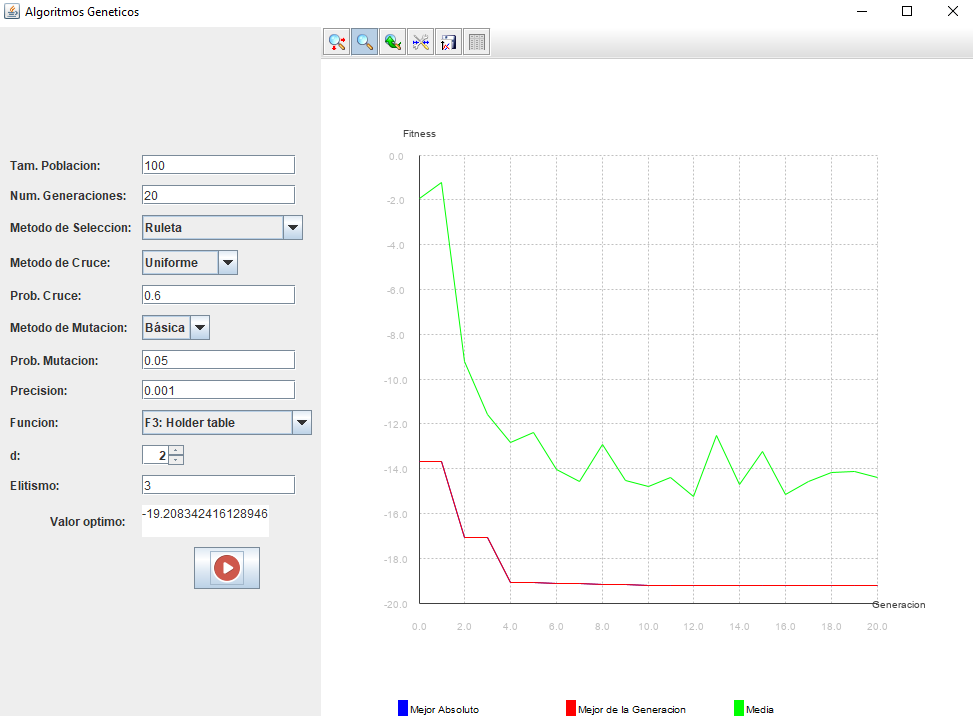 Algoritmos Geneticos
Tam. Poblacion: 100
Num. Generaciones: 20
Metodo de Seleccion: Ruleta
Metodo de Cruce: Uniforme
Prob. Cruce: 0.6
Metodo de Mutacion: Básica
Prob. Mutacion: 0.05
Precision: 0.001
Funcion: F3: Holder table
d: 2
Elitismo: 3
Valor optimo: -19.208342416128946
Fitness
0.0
-2.0
-4.0
-6.0
-8.0
-10.0
-12.0
-14.0
-16.0
-18.0
-20.0
Generacion
0.0 2.0 4.0 6.0 8.0 10.0 12.0 14.0 16.0 18.0 20.0
Mejor Absoluto Mejor de la Generacion Media